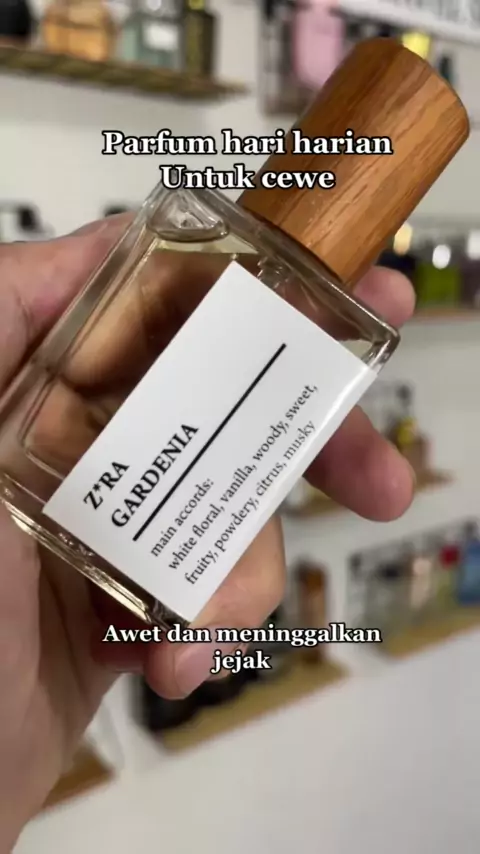 Parfum hari harian
Untuk cewe
Z*RA
GARDENIA
main accords:
white floral, vanilla, woody, sweet,
fruity, powdery, citrus, musky
Awet dan meninggalkan
jejak